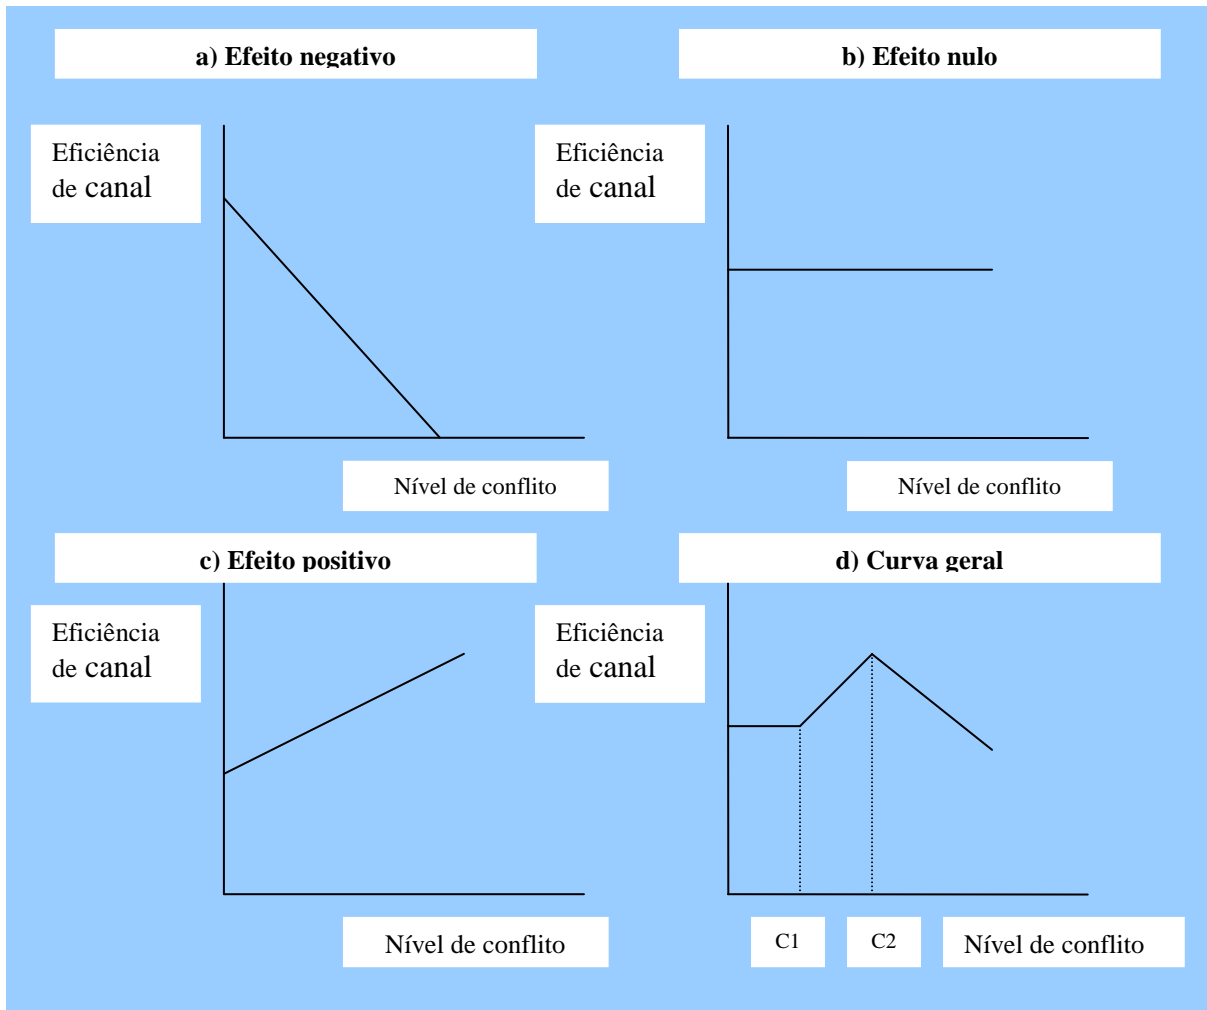 a) Efeito negativo
b) Efeito nulo
Eficiência
de canal
Eficiência
de canal
Nível de conflito
Nível de conflito
c) Efeito positivo
d) Curva geral
Eficiência
de canal
Eficiência
de canal
C1
C2
Nível de conflito
Nível de conflito